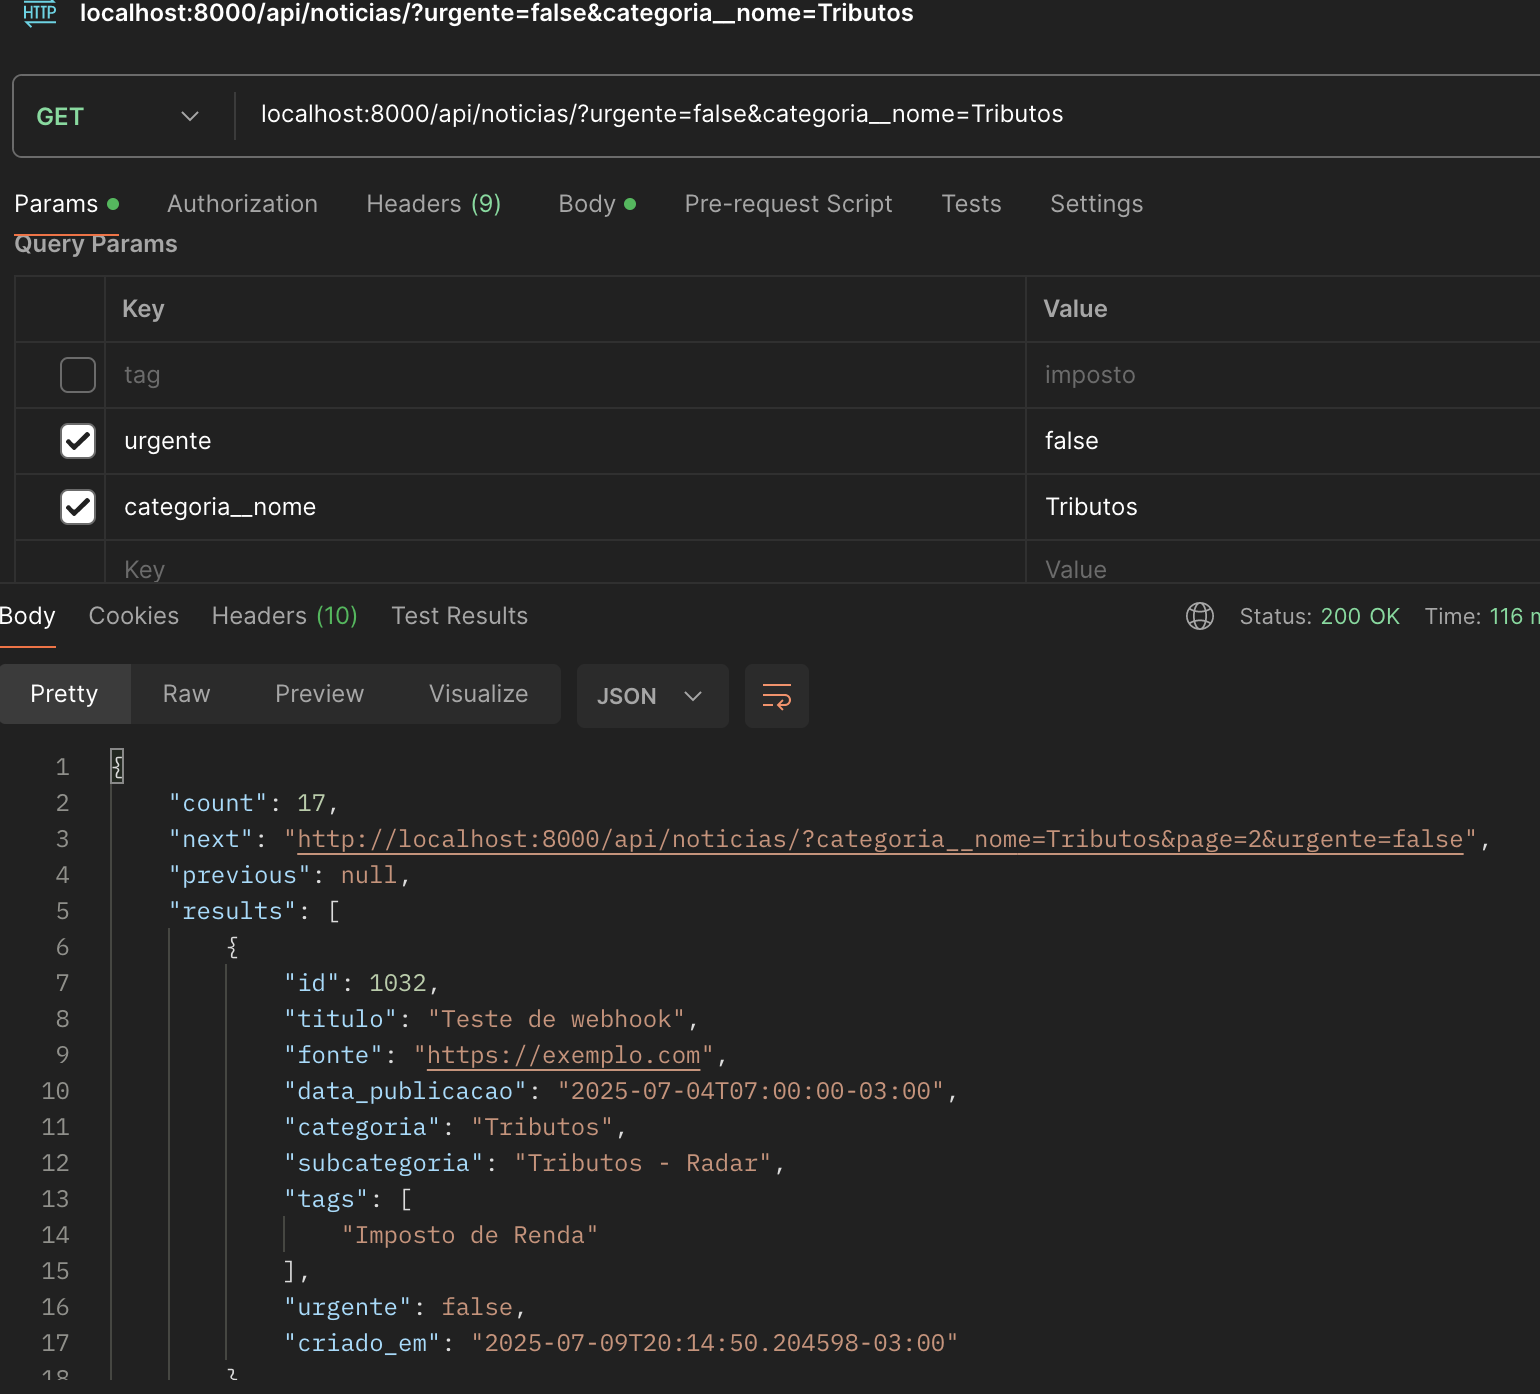 HTTP localhost:8000/api/noticias/?urgente=false&categoria__nome=Tributos
GET localhost:8000/api/noticias/?urgente=false&categoria__nome=Tributos
Params Authorization Headers (9) Body Pre-request Script Tests Settings
Query Params
Key Value
tag imposto
urgente false
categoria__nome Tributos
Key Value
Body Cookies Headers (10) Test Results Status: 200 OK Time: 116 m
Pretty Raw Preview Visualize JSON
1 {
2 "count": 17,
3 "next": "http://localhost:8000/api/noticias/?categoria__nome=Tributos&page=2&urgente=false",
4 "previous": null,
5 "results": [
6 {
7 "id": 1032,
8 "titulo": "Teste de webhook",
9 "fonte": "https://exemplo.com",
10 "data_publicacao": "2025-07-04T07:00:00-03:00",
11 "categoria": "Tributos",
12 "subcategoria": "Tributos - Radar",
13 "tags": [
14 "Imposto de Renda"
15 ],
16 "urgente": false,
17 "criado_em": "2025-07-09T20:14:50.204598-03:00"
18 }